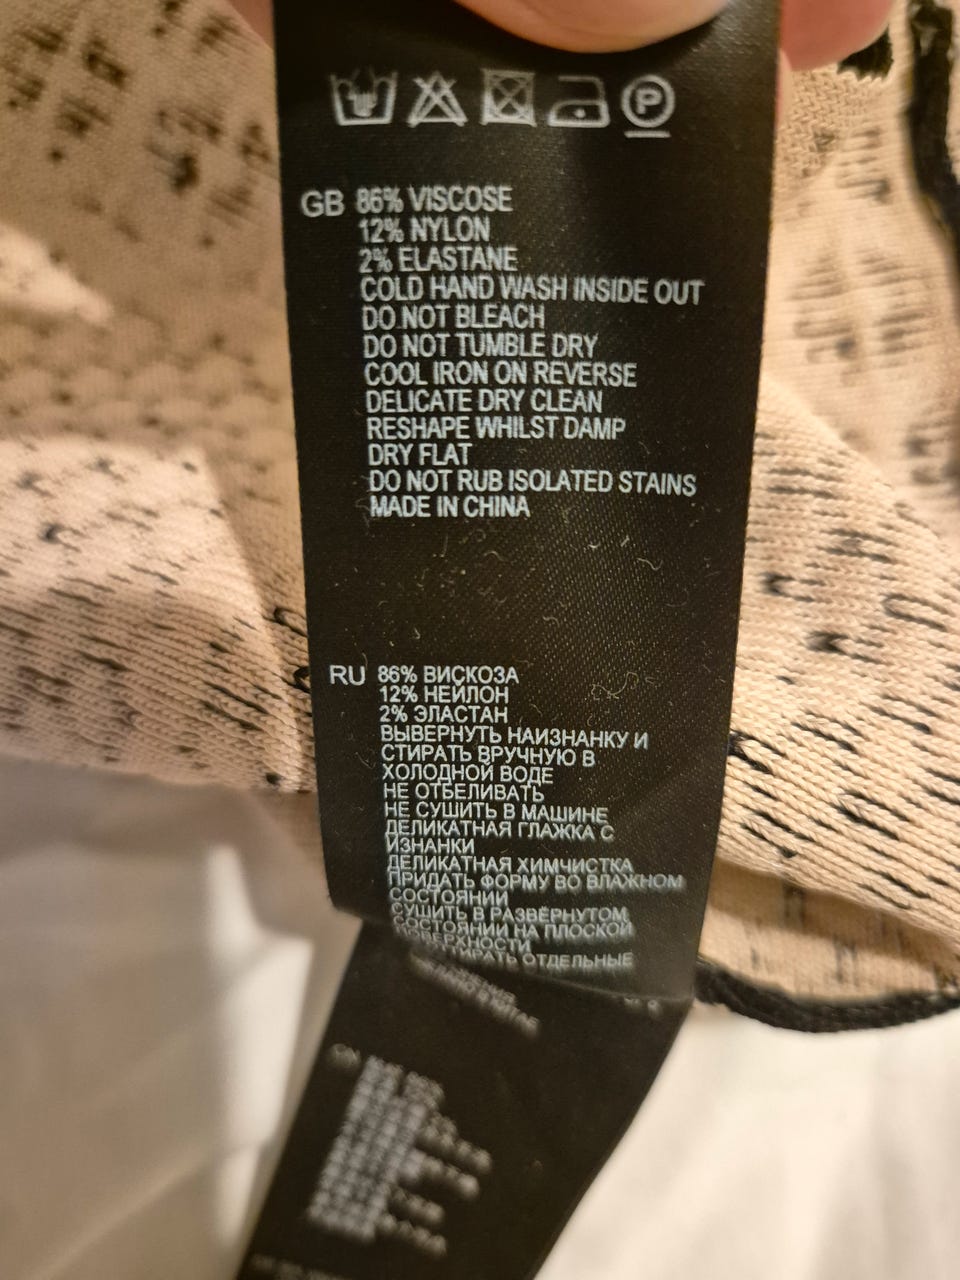 P
GB 86% VISCOSE
12% NYLON
2% ELASTANE
COLD HAND WASH INSIDE OUT
DO NOT BLEACH
DO NOT TUMBLE DRY
COOL IRON ON REVERSE
DELICATE DRY CLEAN
RESHAPE WHILST DAMP
DRY FLAT
DO NOT RUB ISOLATED STAINS
MADE IN CHINA
RU 86% ВИСКОЗА
12% НЕЙЛОН
2% ЭЛАСТАН
ВЫВЕРНУТЬ НАИЗНАНКУ И
СТИРАТЬ ВРУЧНУЮ В
ХОЛОДНОЙ ВОДЕ
НЕ ОТБЕЛИВАТЬ
НЕ СУШИТЬ В МАШИНЕ
ДЕЛИКАТНАЯ ГЛАЖКА С
ИЗНАНКИ
ДЕЛИКАТНАЯ ХИМЧИСТКА
ПРИДАТЬ ФОРМУ ВО ВЛАЖНОМ
СОСТОЯНИИ
СУШИТЬ В РАЗВЁРНУТОМ
СОСТОЯНИИ НА ПЛОСКОЙ
ПОВЕРХНОСТИ
ОТДЕЛЬНЫЕ